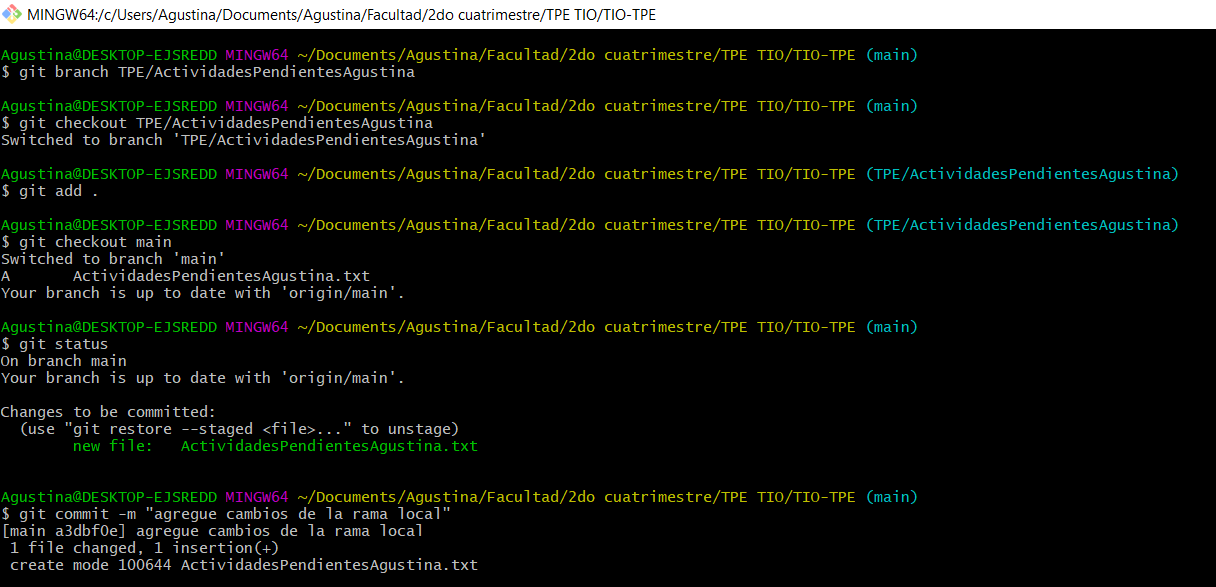 MINGW64:/c/Users/Agustina/Documents/Agustina/Facultad/2do cuatrimestre/TPE TIO/TIO-TPE
Agustina@DESKTOP-EJSREDD MINGW64 ~/Documents/Agustina/Facultad/2do cuatrimestre/TPE TIO/TIO-TPE (main)
$ git branch TPE/ActividadesPendientesAgustina
Agustina@DESKTOP-EJSREDD MINGW64 ~/Documents/Agustina/Facultad/2do cuatrimestre/TPE TIO/TIO-TPE (main)
$ git checkout TPE/ActividadesPendientesAgustina
Switched to branch 'TPE/ActividadesPendientesAgustina'
Agustina@DESKTOP-EJSREDD MINGW64 ~/Documents/Agustina/Facultad/2do cuatrimestre/TPE TIO/TIO-TPE (TPE/ActividadesPendientesAgustina)
$ git add .
Agustina@DESKTOP-EJSREDD MINGW64 ~/Documents/Agustina/Facultad/2do cuatrimestre/TPE TIO/TIO-TPE (TPE/ActividadesPendientesAgustina)
$ git checkout main
Switched to branch 'main'
A       ActividadesPendientesAgustina.txt
Your branch is up to date with 'origin/main'.
Agustina@DESKTOP-EJSREDD MINGW64 ~/Documents/Agustina/Facultad/2do cuatrimestre/TPE TIO/TIO-TPE (main)
$ git status
On branch main
Your branch is up to date with 'origin/main'.
Changes to be committed:
  (use "git restore --staged <file>..." to unstage)
        new file:   ActividadesPendientesAgustina.txt
Agustina@DESKTOP-EJSREDD MINGW64 ~/Documents/Agustina/Facultad/2do cuatrimestre/TPE TIO/TIO-TPE (main)
$ git commit -m "agregue cambios de la rama local"
[main a3dbf0e] agregue cambios de la rama local
 1 file changed, 1 insertion(+)
 create mode 100644 ActividadesPendientesAgustina.txt